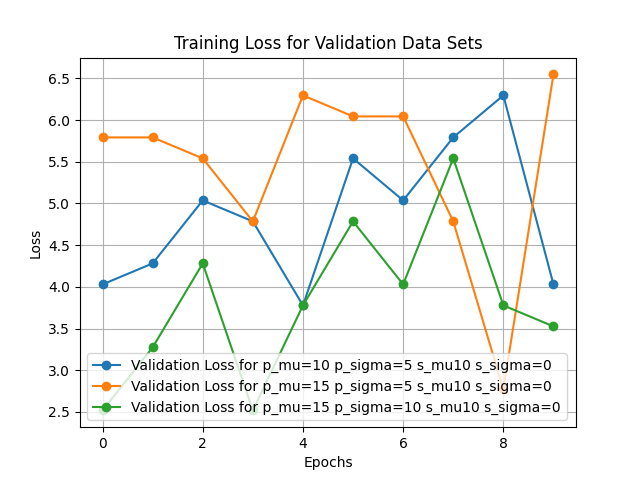 Training Loss for Validation Data Sets
6.5
6.0
5.5
5.0
4.5
4.0
3.5
3.0
2.5
Loss
Validation Loss for p_mu=10 p_sigma=5 s_mu10 s_sigma=0
Validation Loss for p_mu=15 p_sigma=5 s_mu10 s_sigma=0
Validation Loss for p_mu=15 p_sigma=10 s_mu10 s_sigma=0
0 2 4 6 8
Epochs